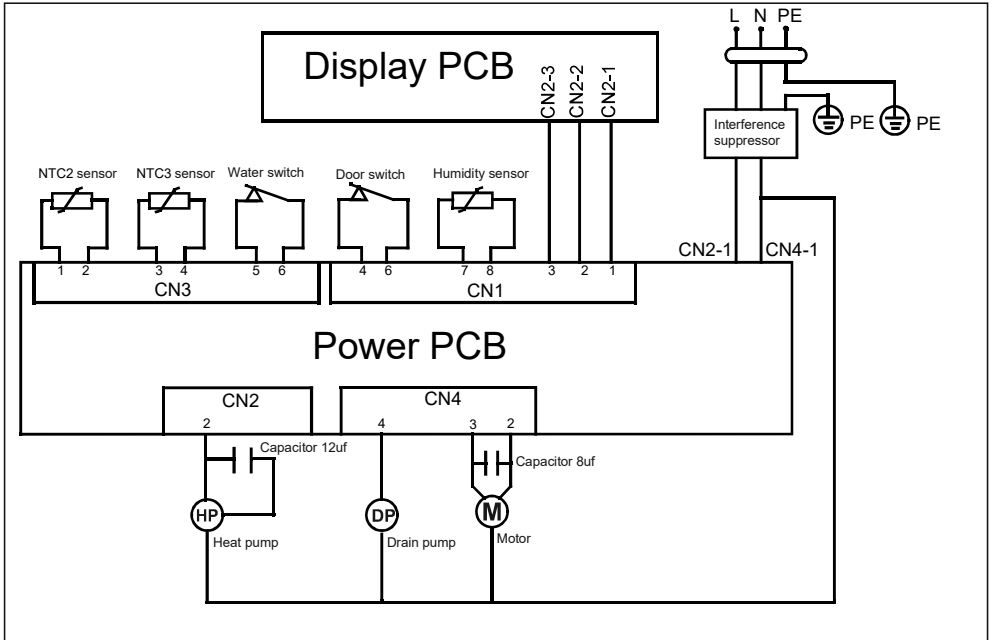 L N PE
Display PCB
CN2-3
CN2-2
CN2-1
Interference
suppressor
PE
PE
NTC2 sensor
NTC3 sensor
Water switch
Door switch
Humidity sensor
CN2-1
CN4-1
1 2 3 4 5 6 4 6 7 8 3 2 1
CN3
CN1
Power PCB
CN2
CN4
2 4 3 2
Capacitor 12uf
Capacitor 8uf
HP
DP
M
Heat pump
Drain pump
Motor